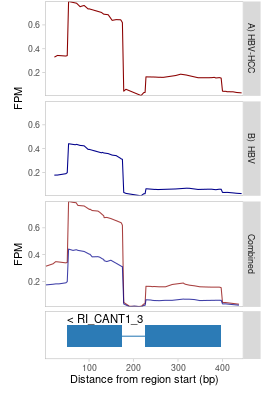 0.6
0.4
0.2
FPM
A) HBV-HCC
0.6
0.4
0.2
B) HBV
0.6
0.4
0.2
FPM
Combined
< RI_CANT1_3
100 200 300 400
Distance from region start (bp)